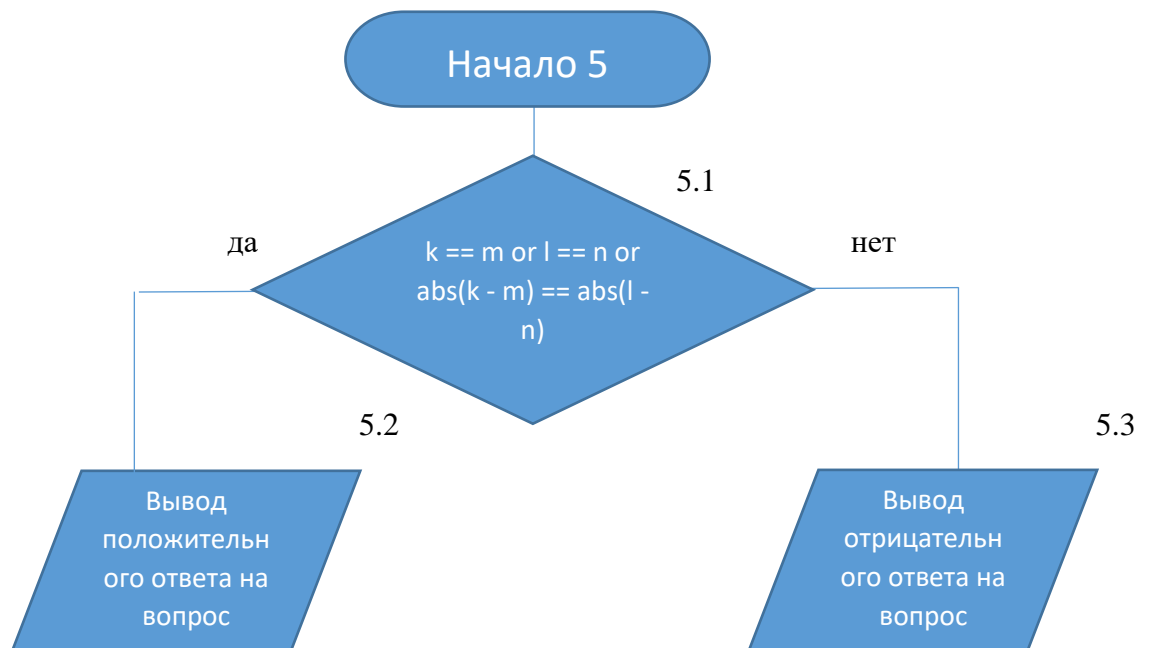 Начало 5
5.1
да
нет
k == m or l == n or
abs(k - m) == abs(l -
n)
5.2
5.3
Вывод
положительн
ого ответа на
вопрос
Вывод
отрицательн
ого ответа на
вопрос